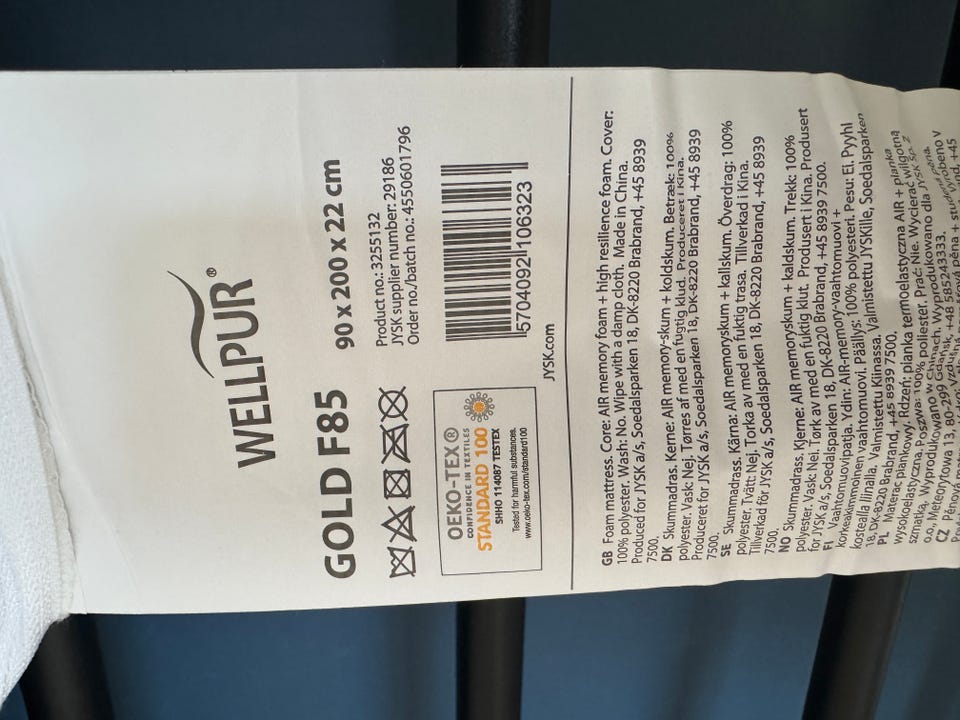 WELLPUR®
GOLD F85
90 x 200 x 22 cm
Product no.: 3255132
JYSK supplier number: 29186
Order no./batch no.: 4550601796
OEKO-TEX®
CONFIDENCE IN TEXTILES
STANDARD 100
SHHO 114087 TESTEX
Tested for harmful substances.
www.oeko-tex.com/standard100
5704092106323
JYSK.com
GB Foam mattress. Core: AIR memory foam + high resilience foam. Cover:
100% polyester. Wash: No. Wipe with a damp cloth. Made in China.
Produced for JYSK a/s, Soedalsparken 18, DK-8220 Brabrand, +45 8939
7500.
DK Skummadras. Kerne: AIR memory-skum + koldskum. Betræk: 100%
polyester. Vask: Nej. Tørres af med en fugtig klud. Produceret i Kina.
Produceret for JYSK a/s, Soedalsparken 18, DK-8220 Brabrand, +45 8939
7500.
SE Skummadrass. Kärna: AIR memoryskum + kallskum. Överdrag: 100%
polyester. Tvätt: Nej. Torka av med en fuktig trasa. Tillverkad i Kina.
Tillverkad för JYSK a/s, Soedalsparken 18, DK-8220 Brabrand, +45 8939
7500.
NO Skummadrass. Kjerne: AIR memoryskum + kaldskum. Trekk: 100%
polyester. Vask: Nei. Tørk av med en fuktig klut. Produsert i Kina. Produsert
for JYSK a/s, Soedalsparken 18, DK-8220 Brabrand, +45 8939 7500.
FI Vaahtomuovipatja. Ydin: AIR-memory-vaahtomuovi +
korkeakimmoinen vaahtomuovi. Päällys: 100% polyesteri. Pesu: Ei. Pyyhi
kostealla liinalla. Valmistettu Kiinassa. Valmistettu JYSKille, Soedalsparken
18, DK-8220 Brabrand, +45 8939 7500.
PL Materac piankowy. Rdzeń: pianka termoelastyczna AIR + pianka
wysokoelastyczna. Poszwa: 100% poliester. Prać: Nie. Wycierać wilgotną
szmatką. Wyprodukowano w Chinach. Wyprodukowano dla JYSK Sp. z
o.o., Meteorytowa 13, 80-299 Gdańsk, +48 585243333.
CZ Pěnová matrace. pěna + studená pěna.